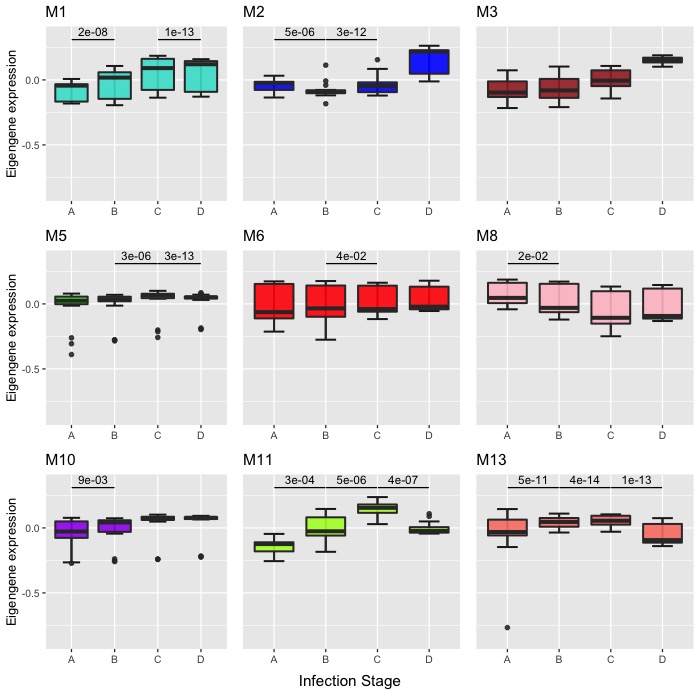 M1 M2 M3
2e-08 1e-13 5e-06 3e-12
Eigengene expression
0.0
-0.5
A B C D A B C D A B C D
M5 M6 M8
3e-06 3e-13 4e-02 2e-02
Eigengene expression
0.0
-0.5
A B C D A B C D A B C D
M10 M11 M13
9e-03 3e-04 5e-06 4e-07 5e-11 4e-14 1e-13
Eigengene expression
0.0
-0.5
A B C D A B C D A B C D
Infection Stage